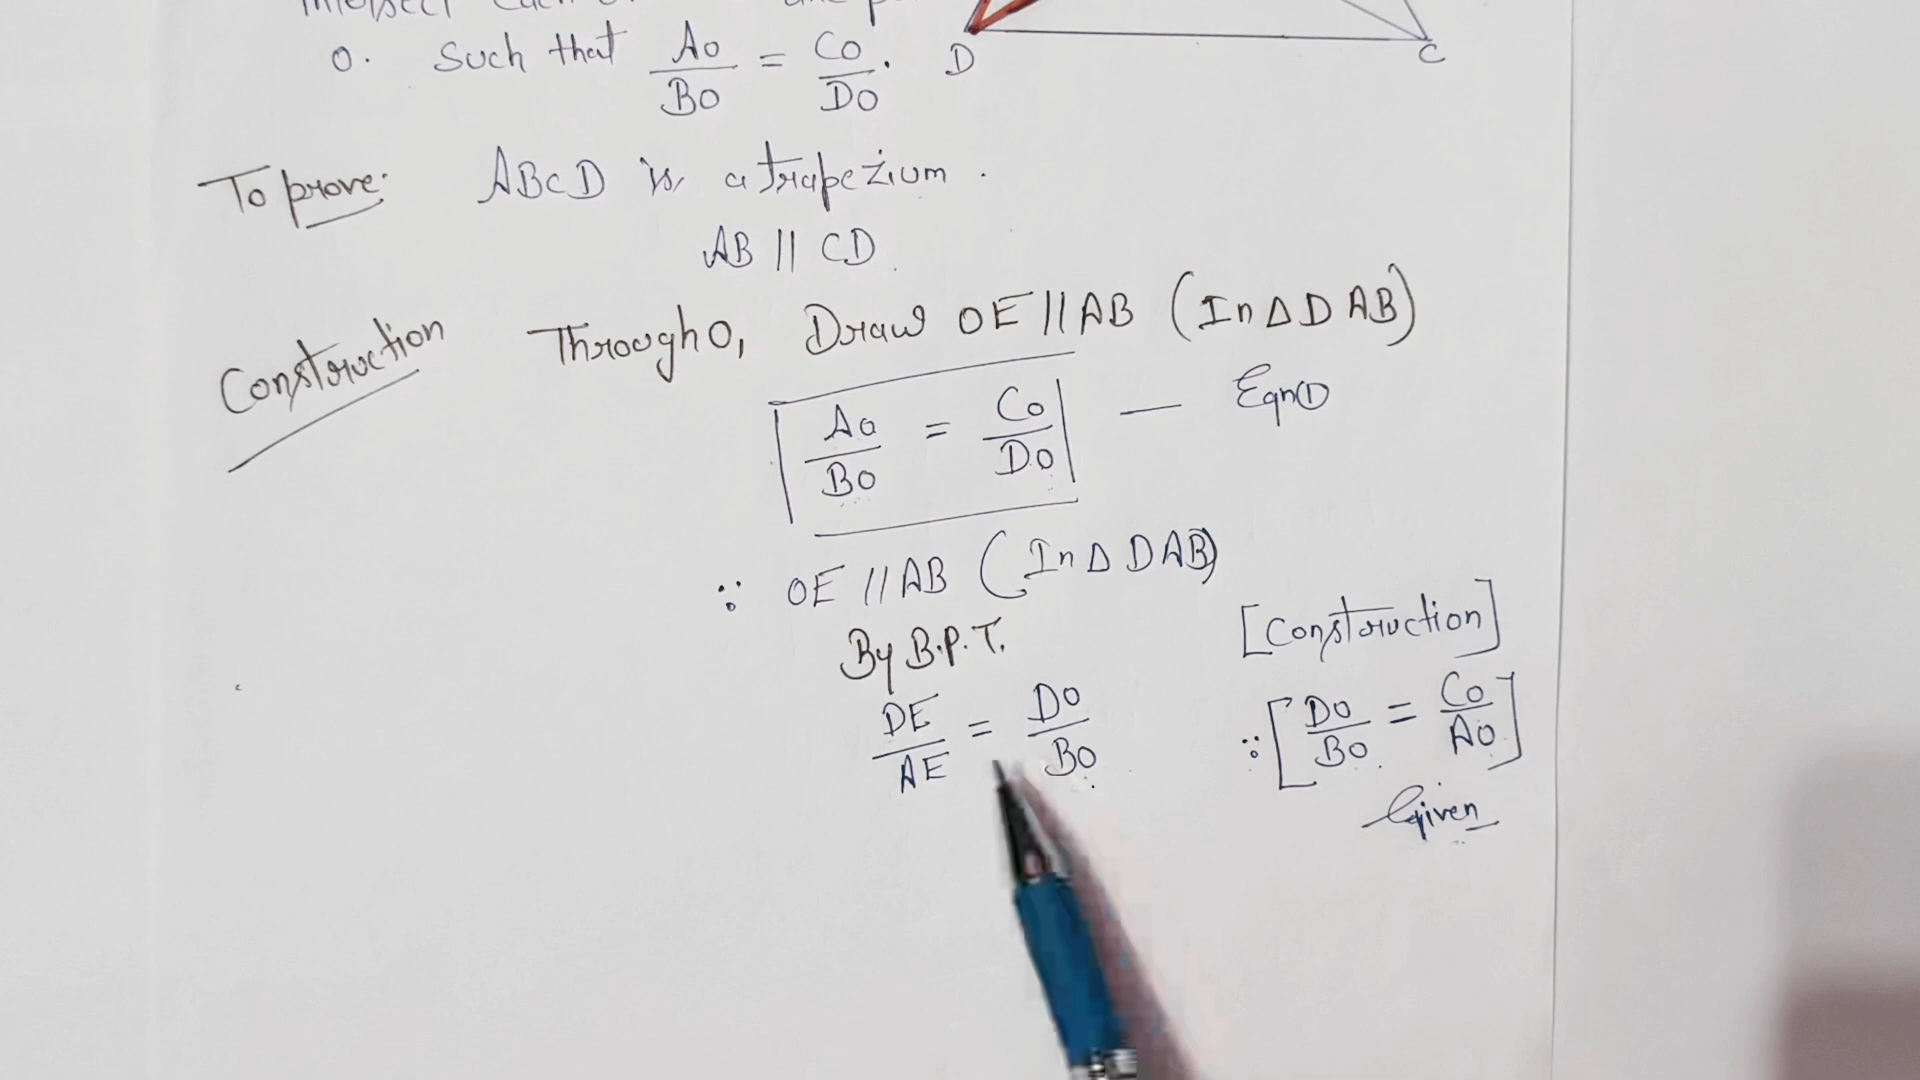 O. Such that AO/BO = CO/DO.
D
C
To prove: ABCD is a trapezium.
AB || CD
Construction Through O, Draw OE || AB (In Δ DAB)
AO/BO = CO/DO — Eqn ①
∵ OE || AB (In Δ DAB)
[Construction]
By B.P.T.
DE/AE = DO/BO ∵ [DO/BO = CO/AO]
Given